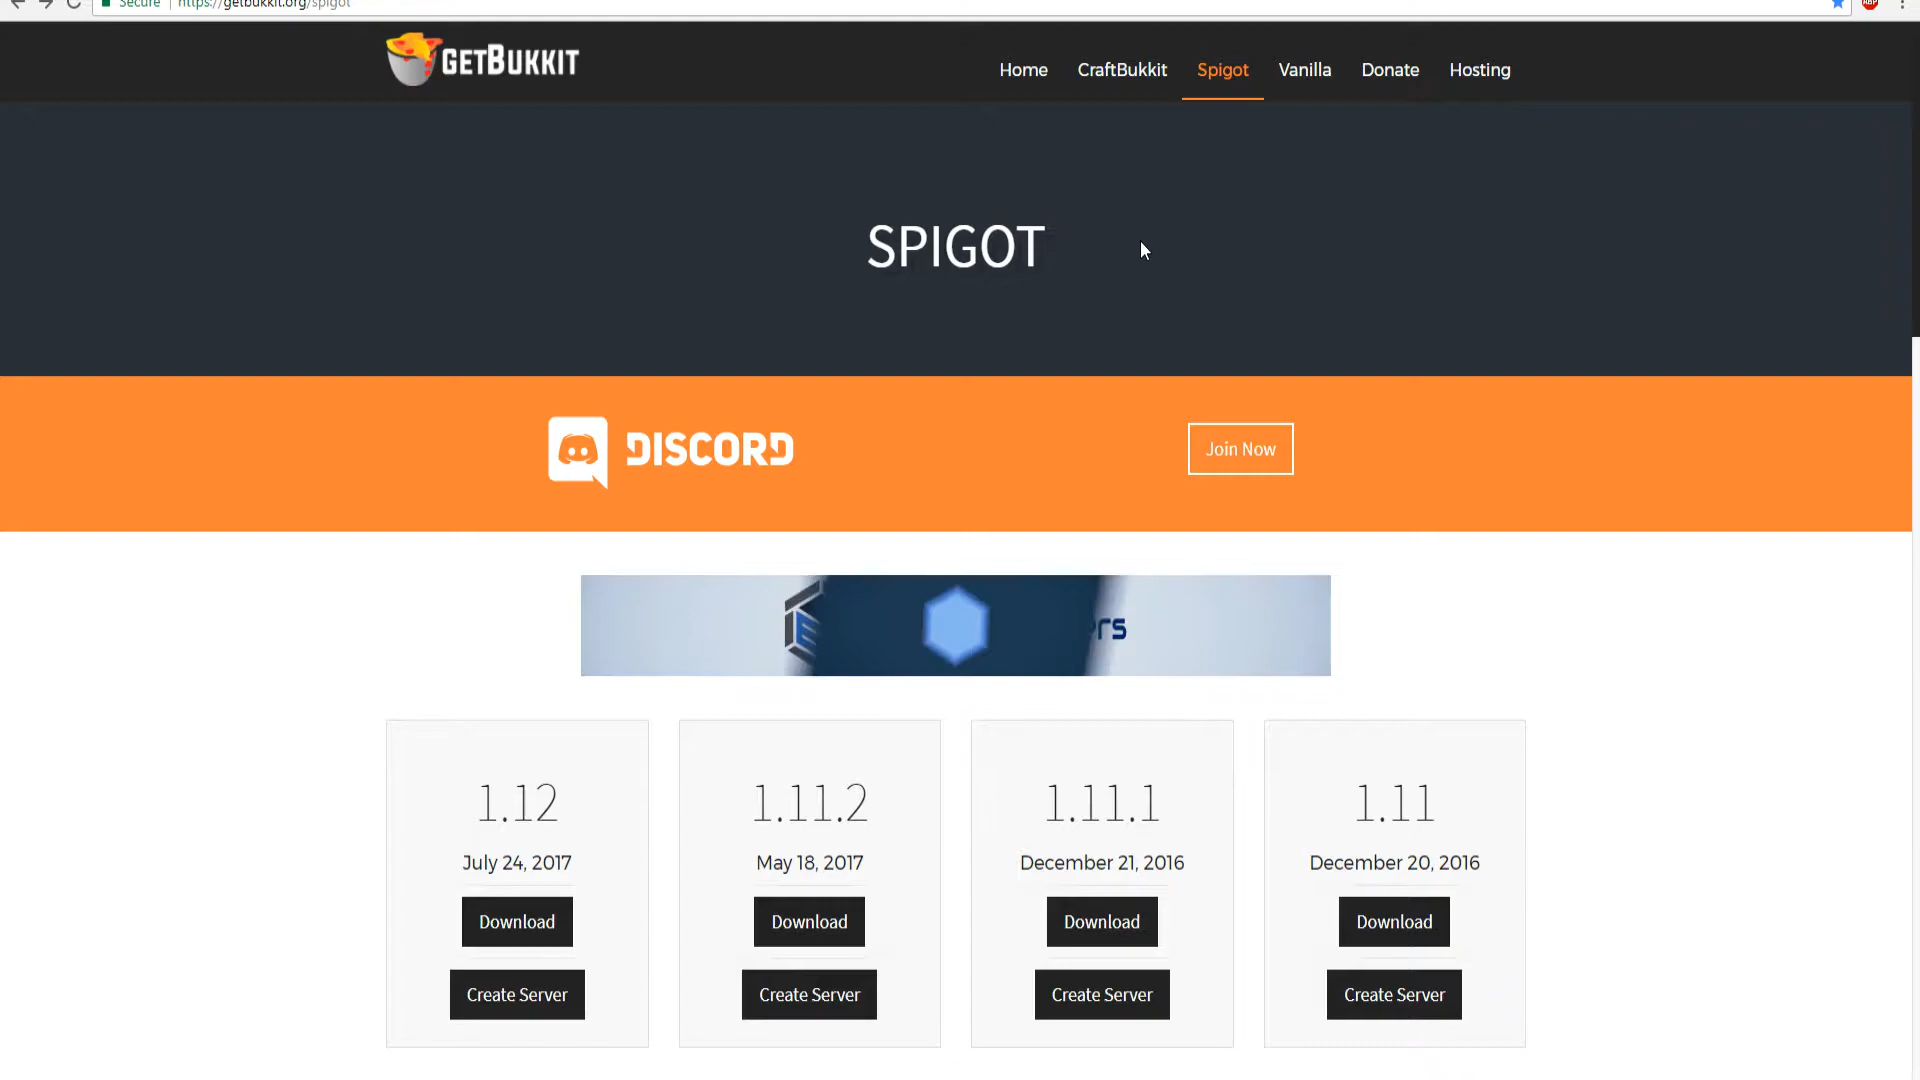 Secure | https://getbukkit.org/spigot
ABP
GETBUKKIT
Home CraftBukkit Spigot Vanilla Donate Hosting
SPIGOT
DISCORD
Join Now
1.12 1.11.2 1.11.1 1.11
July 24, 2017 May 18, 2017 December 21, 2016 December 20, 2016
Download Download Download Download
Create Server Create Server Create Server Create Server